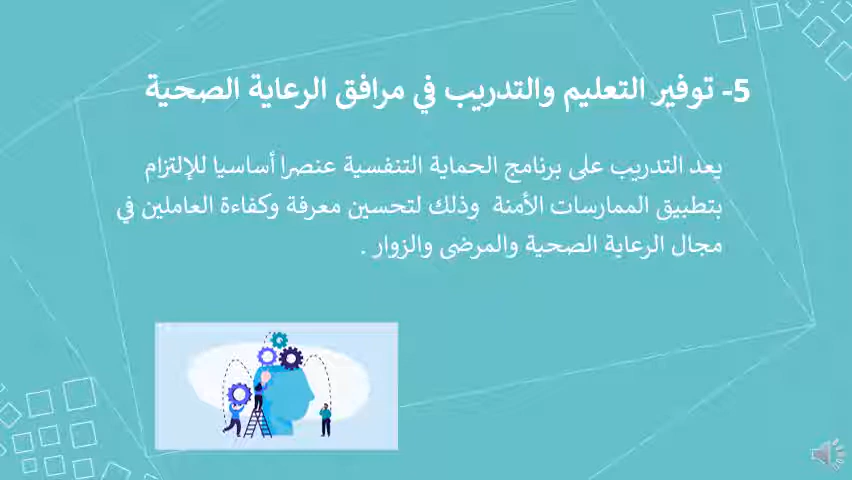 5- توفير التعليم والتدريب في مرافق الرعاية الصحية
يعد التدريب على برنامج الحماية التنفسية عنصرا أساسيا للإلتزام
بتطبيق الممارسات الأمنة وذلك لتحسين معرفة وكفاءة العاملين في
مجال الرعاية الصحية والمرضى والزوار .